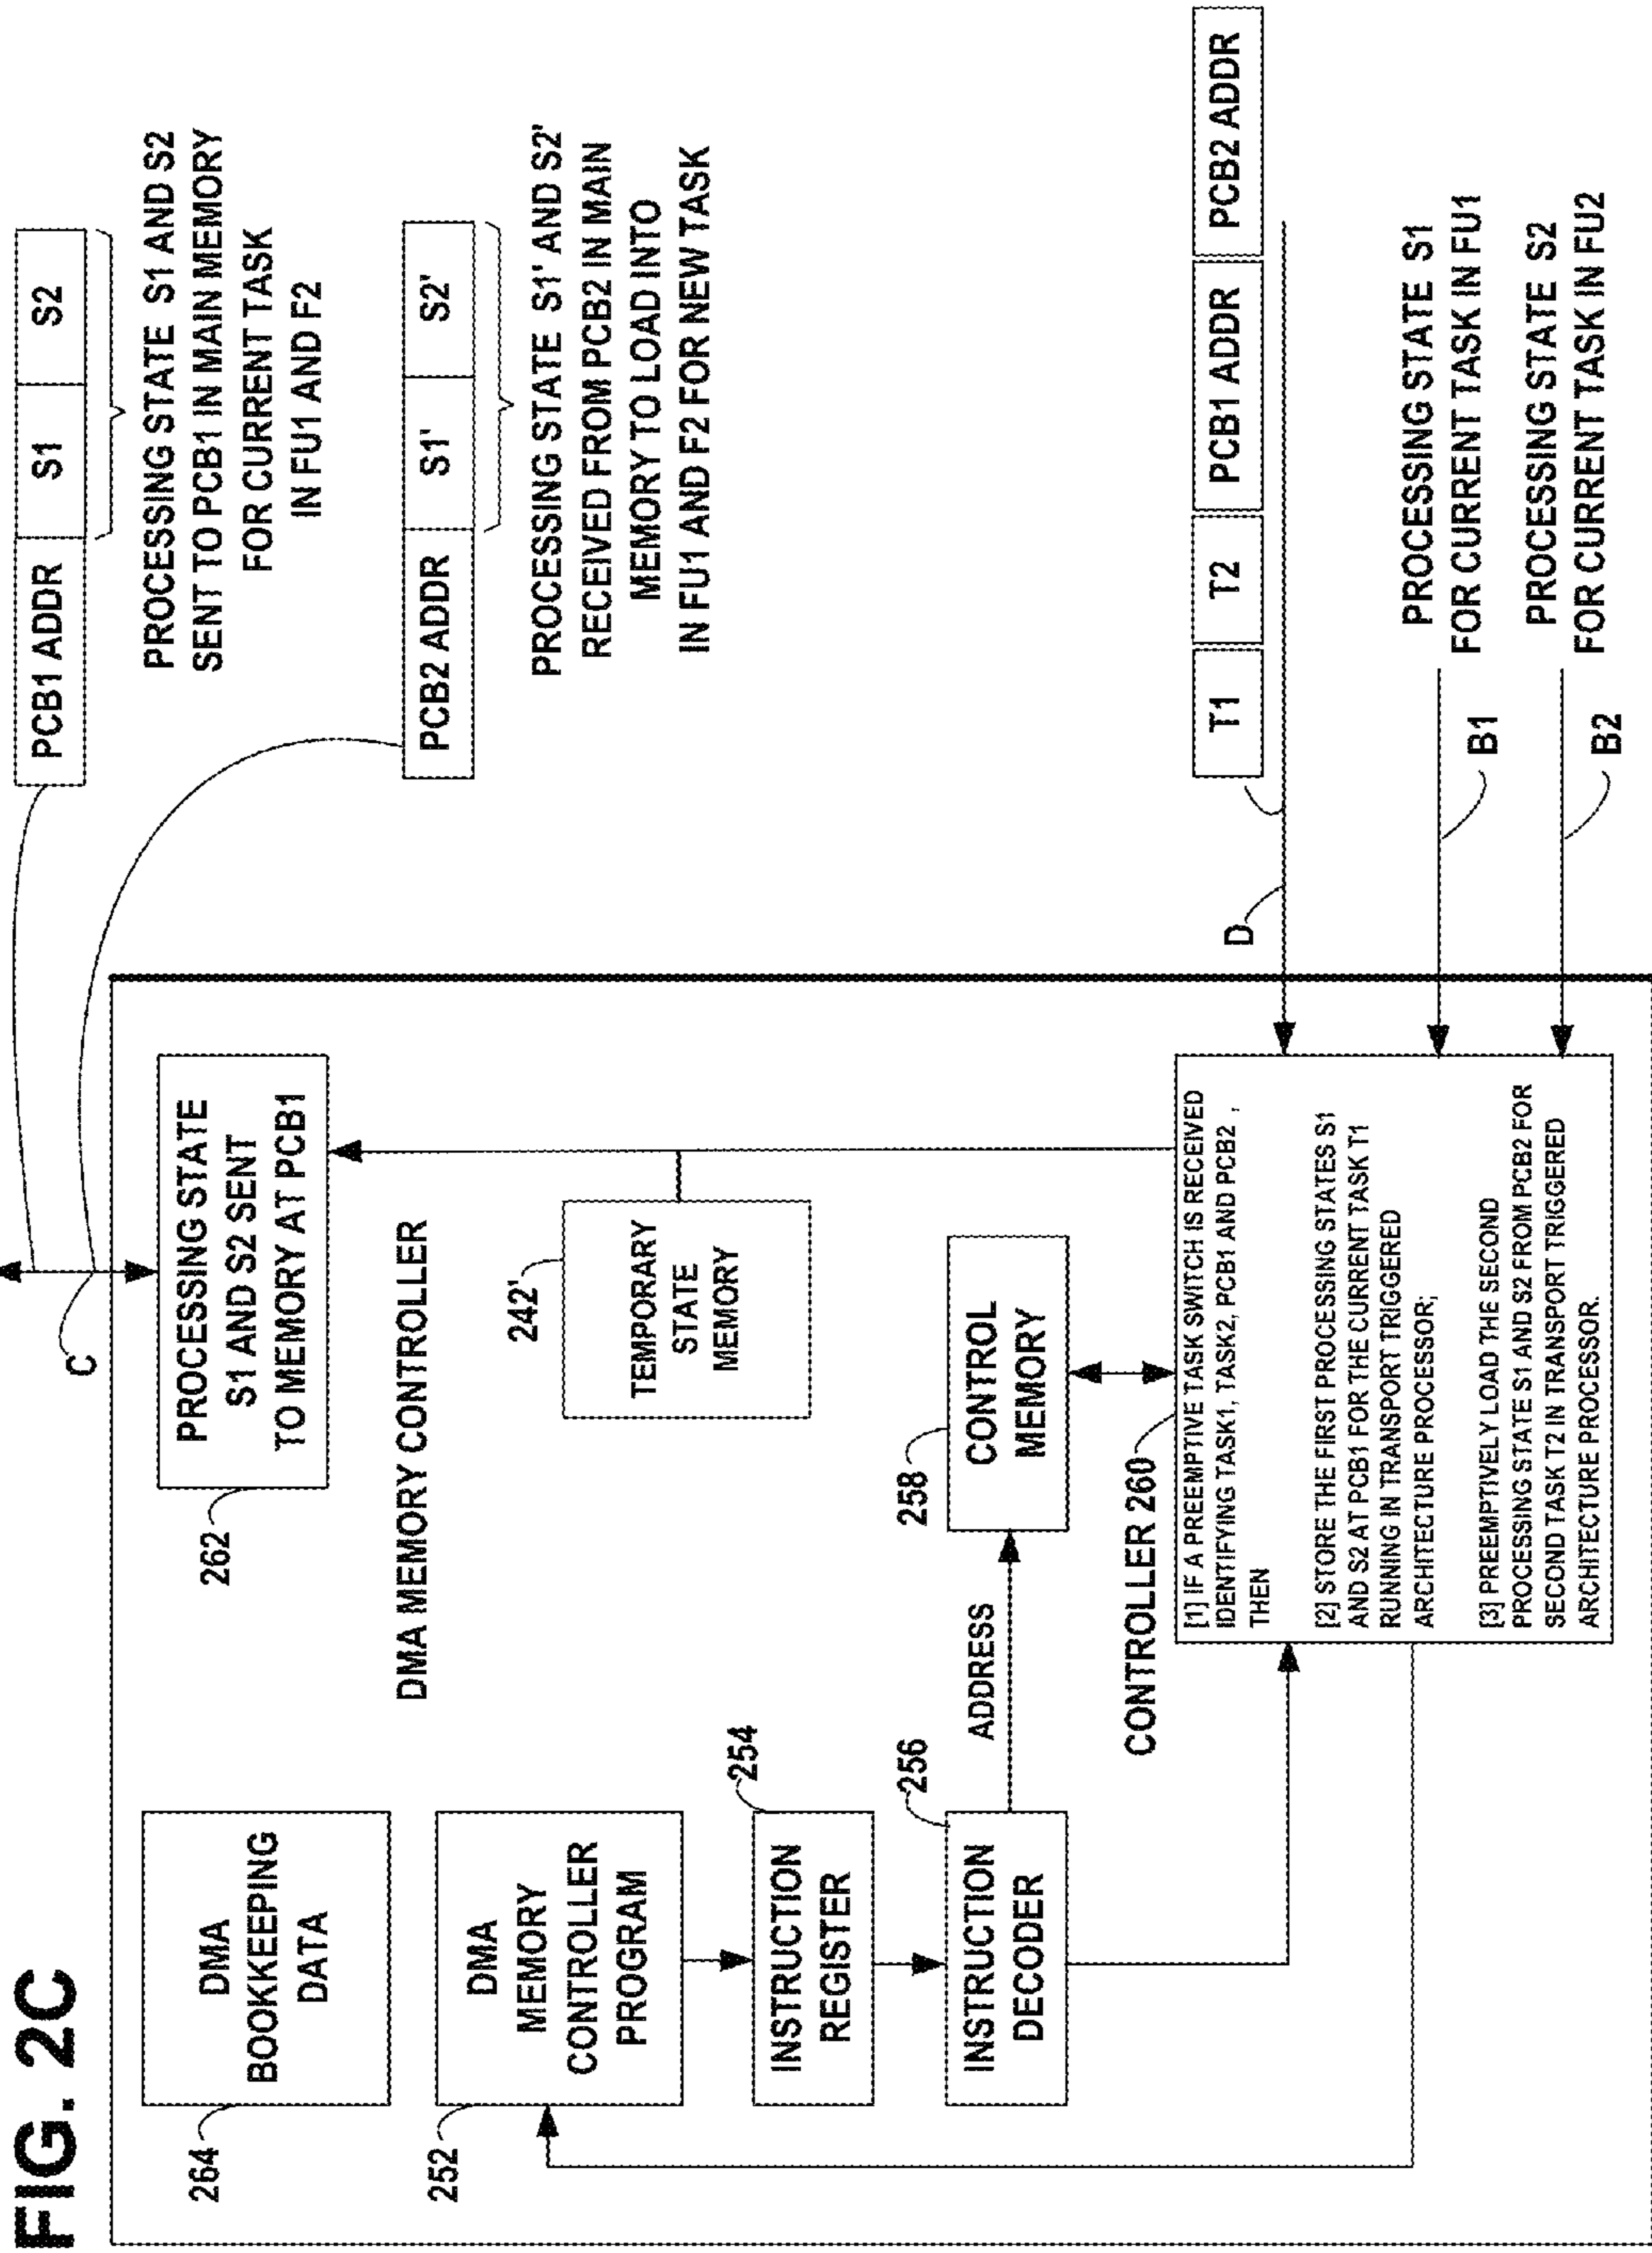 FIG. 2C
264
DMA
BOOKKEEPING
DATA
252
DMA
MEMORY
CONTROLLER
PROGRAM
254
INSTRUCTION
REGISTER
256
INSTRUCTION
DECODER
ADDRESS
DMA MEMORY CONTROLLER
262
PROCESSING STATE
S1 AND S2 SENT
TO MEMORY AT PCB1
C
242'
TEMPORARY
STATE
MEMORY
258
CONTROL
MEMORY
CONTROLLER 260
[1] IF A PREEMPTIVE TASK SWITCH IS RECEIVED
IDENTIFYING TASK1, TASK2, PCB1 AND PCB2 ,
THEN
[2] STORE THE FIRST PROCESSING STATES S1
AND S2 AT PCB1 FOR THE CURRENT TASK T1
RUNNING IN TRANSPORT TRIGGERED
ARCHITECTURE PROCESSOR;
[3] PREEMPTIVELY LOAD THE SECOND
PROCESSING STATE S1 AND S2 FROM PCB2 FOR
SECOND TASK T2 IN TRANSPORT TRIGGERED
ARCHITECTURE PROCESSOR.
PCB1 ADDR S1 S2
PROCESSING STATE S1 AND S2
SENT TO PCB1 IN MAIN MEMORY
FOR CURRENT TASK
IN FU1 AND F2
PCB2 ADDR S1' S2'
PROCESSING STATE S1' AND S2'
RECEIVED FROM PCB2 IN MAIN
MEMORY TO LOAD INTO
IN FU1 AND F2 FOR NEW TASK
D
T1 T2 PCB1 ADDR PCB2 ADDR
B1
PROCESSING STATE S1
FOR CURRENT TASK IN FU1
B2
PROCESSING STATE S2
FOR CURRENT TASK IN FU2